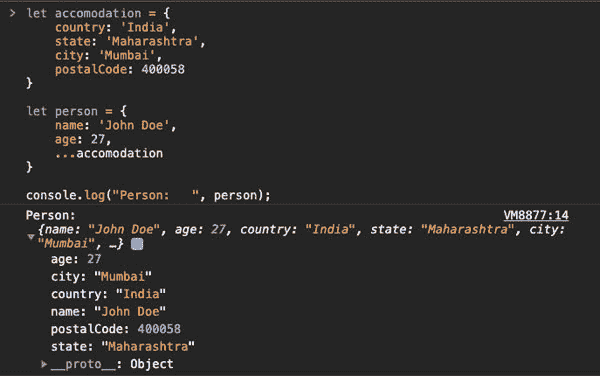 > let accomodation = {
country: 'India',
state: 'Maharashtra',
city: 'Mumbai',
postalCode: 400058
}
let person = {
name: 'John Doe',
age: 27,
...accomodation
}
console.log("Person:   ", person);
Person: VM8877:14
{name: "John Doe", age: 27, country: "India", state: "Maharashtra", city:
"Mumbai", …}
age: 27
city: "Mumbai"
country: "India"
name: "John Doe"
postalCode: 400058
state: "Maharashtra"
__proto__: Object